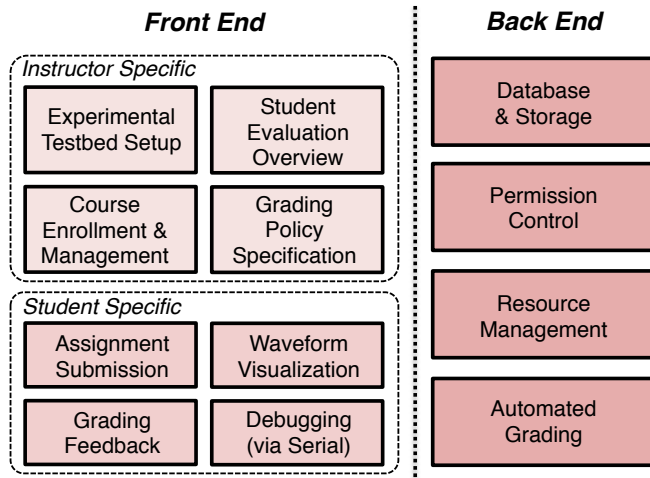 Front End
Instructor Specific
Experimental
Testbed Setup
Student
Evaluation
Overview
Course
Enrollment &
Management
Grading
Policy
Specification
Student Specific
Assignment
Submission
Waveform
Visualization
Grading
Feedback
Debugging
(via Serial)
Back End
Database
& Storage
Permission
Control
Resource
Management
Automated
Grading